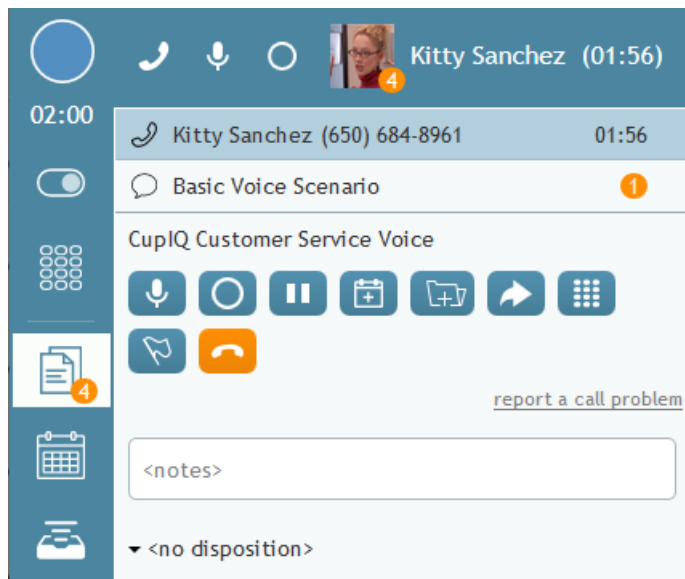 Kitty Sanchez (01:56)
4
02:00
Kitty Sanchez (650) 684-8961 01:56
Basic Voice Scenario 1
CupIQ Customer Service Voice
4
report a call problem
<notes>
<no disposition>